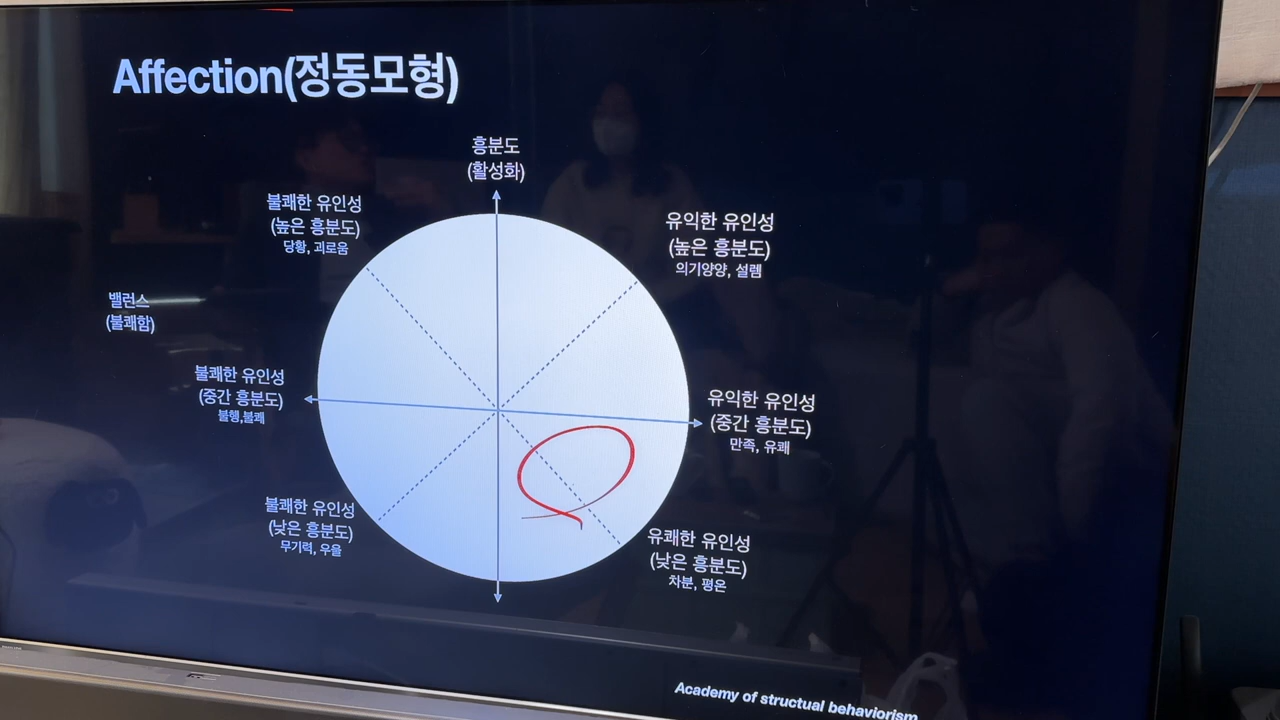 Affection(정동모형)
흥분도
(활성화)
불쾌한 유인성
(높은 흥분도)
당황, 괴로움
유익한 유인성
(높은 흥분도)
의기양양, 설렘
밸런스
(불쾌함)
불쾌한 유인성
(중간 흥분도)
불행,불쾌
유익한 유인성
(중간 흥분도)
만족, 유쾌
불쾌한 유인성
(낮은 흥분도)
무기력, 우울
유쾌한 유인성
(낮은 흥분도)
차분, 평온
Academy of structual behaviorism